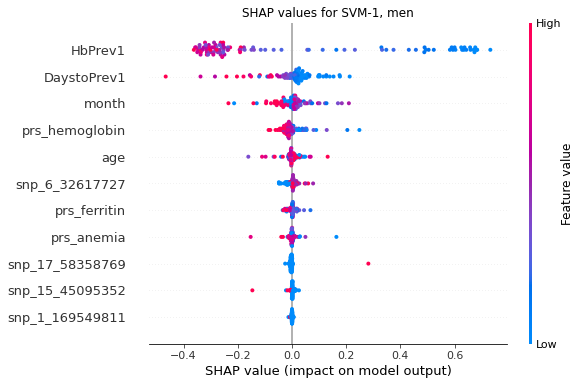 SHAP values for SVM-1, men
High
HbPrev1
DaystoPrev1
month
prs_hemoglobin
age
snp_6_32617727
prs_ferritin
prs_anemia
snp_17_58358769
snp_15_45095352
snp_1_169549811
Feature value
Low
−0.4 −0.2 0.0 0.2 0.4 0.6
SHAP value (impact on model output)